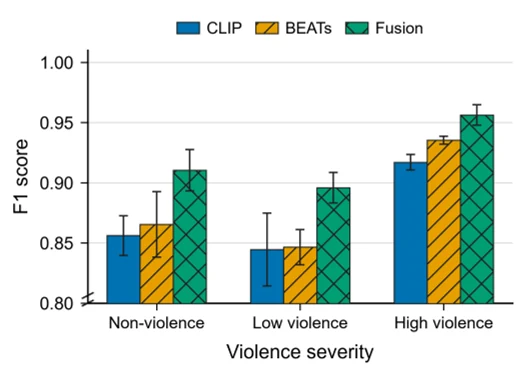 CLIP BEATs Fusion
1.00
0.95
0.90
0.85
0.80
F1 score
Non-violence Low violence High violence
Violence severity